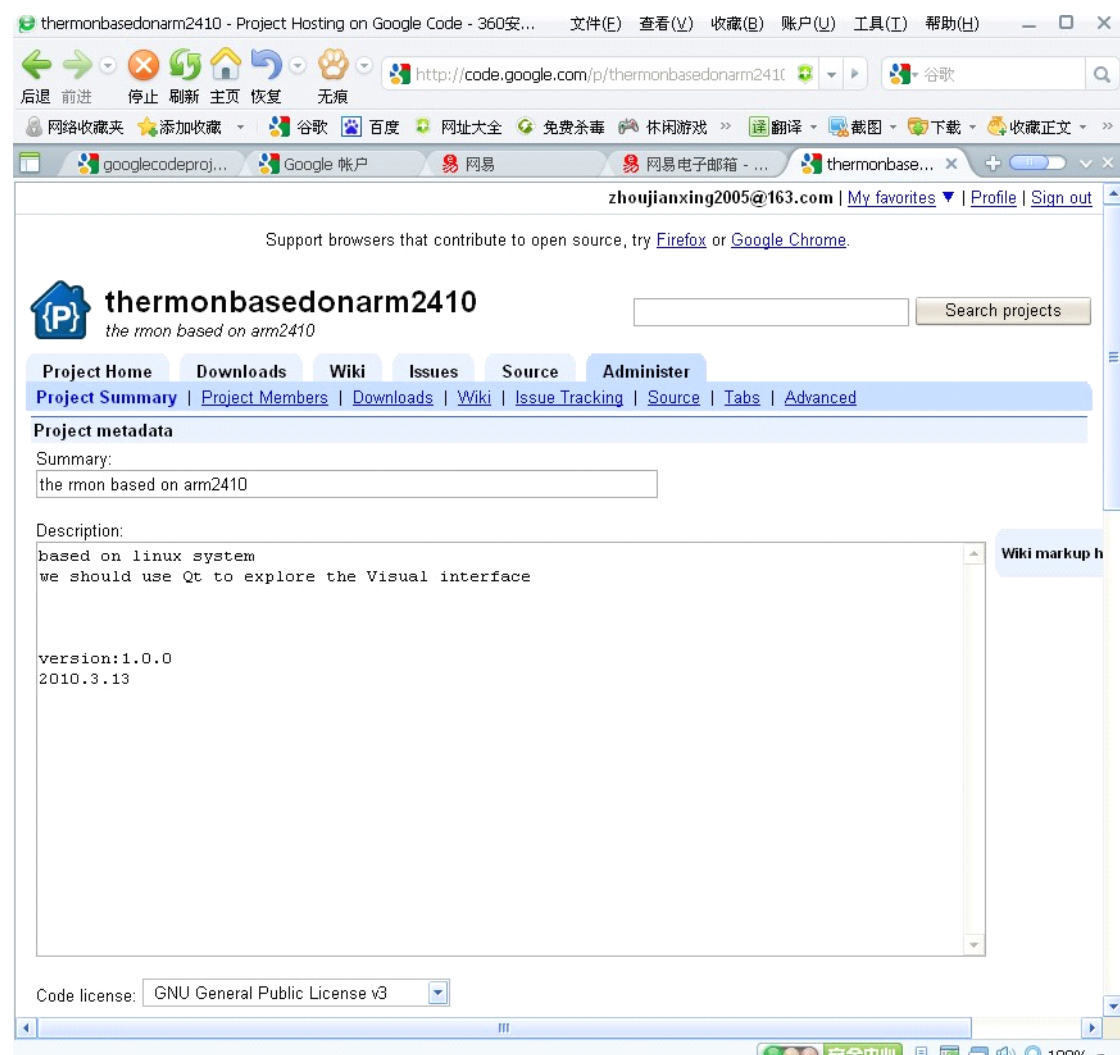 thermonbasedonarm2410 - Project Hosting on Google Code - 360安... 文件(F) 查看(V) 收藏(B) 账户(U) 工具(T) 帮助(H)
http://code.google.com/p/thermonbasedonarm241 谷歌
后退 前进 停止 刷新 主页 恢复 无痕
网络收藏夹 添加收藏 谷歌 百度 网址大全 免费杀毒 休闲游戏 » 译 翻译 截图 下载 收藏正文 »
googlecodeproj... Google 帐户 网易 网易电子邮箱 - ... thermonbase...
zhoujianxing2005@163.com | My favorites ▼ | Profile | Sign out
Support browsers that contribute to open source, try Firefox or Google Chrome.
{P} thermonbasedonarm2410 Search projects
the rmon based on arm2410
Project Home Downloads Wiki Issues Source Administer
Project Summary | Project Members | Downloads | Wiki | Issue Tracking | Source | Tabs | Advanced
Project metadata
Summary:
the rmon based on arm2410
Description:
based on linux system
we should use Qt to explore the Visual interface
Wiki markup h
version:1.0.0
2010.3.13
Code license: GNU General Public License v3
100%